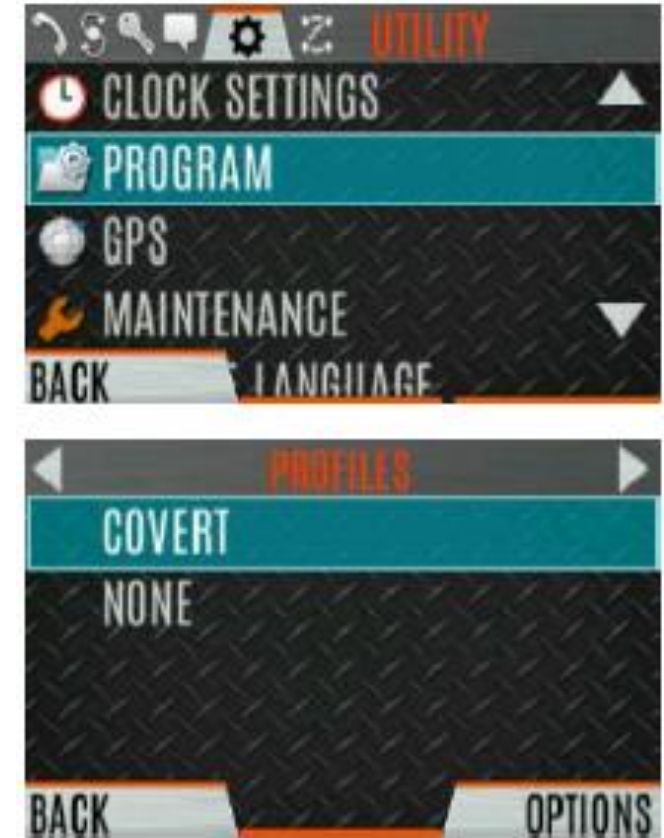 UTILITY
CLOCK SETTINGS
PROGRAM
GPS
MAINTENANCE
BACK LANGUAGE
PROFILES
COVERT
NONE
BACK OPTIONS